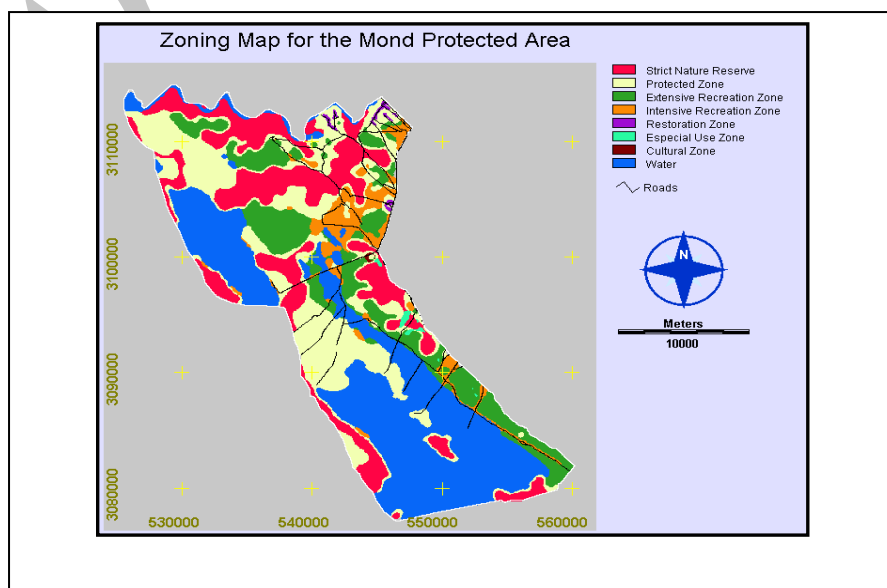 Zoning Map for the Mond Protected Area
Strict Nature Reserve
Protected Zone
Extensive Recreation Zone
Intensive Recreation Zone
Restoration Zone
Especial Use Zone
Cultural Zone
Water
Roads
N
Meters
10000
3110000
3100000
3090000
3080000
530000 540000 550000 560000